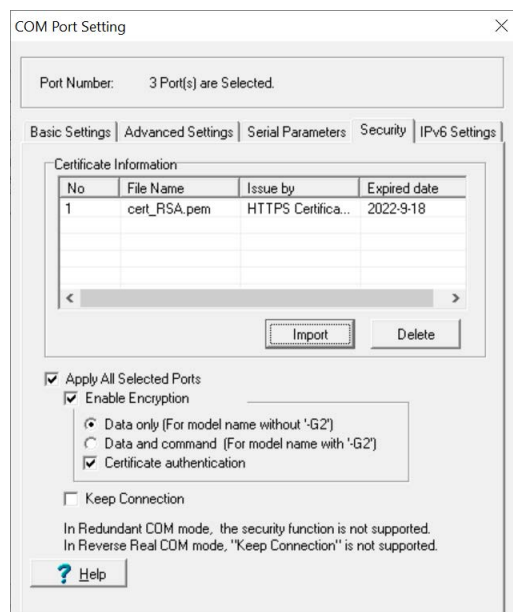 COM Port Setting
Port Number: 3 Port(s) are Selected.
Basic Settings Advanced Settings Serial Parameters Security IPv6 Settings
Certificate Information
No File Name Issue by Expired date
1 cert_RSA.pem HTTPS Certifica... 2022-9-18
Import Delete
Apply All Selected Ports
Enable Encryption
Data only (For model name without '-G2')
Data and command (For model name with '-G2')
Certificate authentication
Keep Connection
In Redundant COM mode, the security function is not supported.
In Reverse Real COM mode, "Keep Connection" is not supported.
? Help